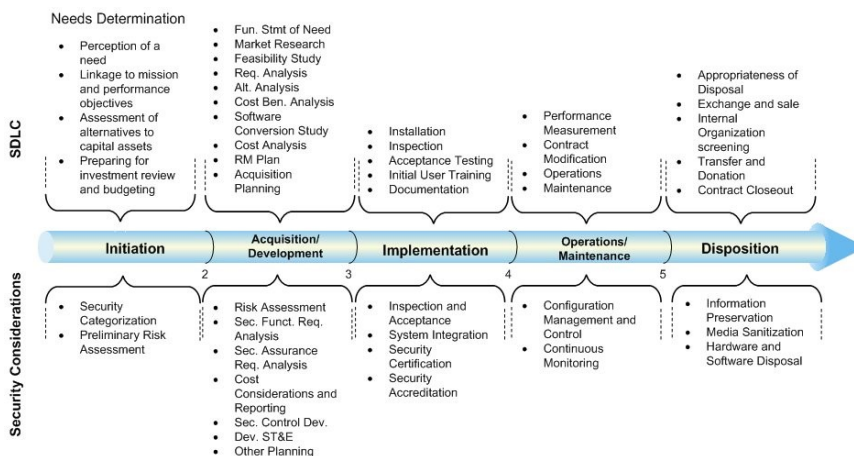 Needs Determination
• Perception of a
need
• Linkage to mission
and performance
objectives
• Assessment of
alternatives to
capital assets
• Preparing for
investment review
and budgeting
• Fun. Stmt of Need
• Market Research
• Feasibility Study
• Req. Analysis
• Alt. Analysis
• Cost Ben. Analysis
• Software
Conversion Study
• Cost Analysis
• RM Plan
• Acquisition
Planning
• Installation
• Inspection
• Acceptance Testing
• Initial User Training
• Documentation
• Performance
Measurement
• Contract
Modification
• Operations
• Maintenance
• Appropriateness of
Disposal
• Exchange and sale
• Internal
Organization
screening
• Transfer and
Donation
• Contract Closeout
SDLC
Initiation
Acquisition/
Development
Implementation
Operations/
Maintenance
Disposition
2
3
4
5
Security Considerations
• Security
Categorization
• Preliminary Risk
Assessment
• Risk Assessment
• Sec. Funct. Req.
Analysis
• Sec. Assurance
Req. Analysis
• Cost
Considerations and
Reporting
• Sec. Control Dev.
• Dev. ST&E
• Other Planning
• Inspection and
Acceptance
• System Integration
• Security
Certification
• Security
Accreditation
• Configuration
Management and
Control
• Continuous
Monitoring
• Information
Preservation
• Media Sanitization
• Hardware and
Software Disposal